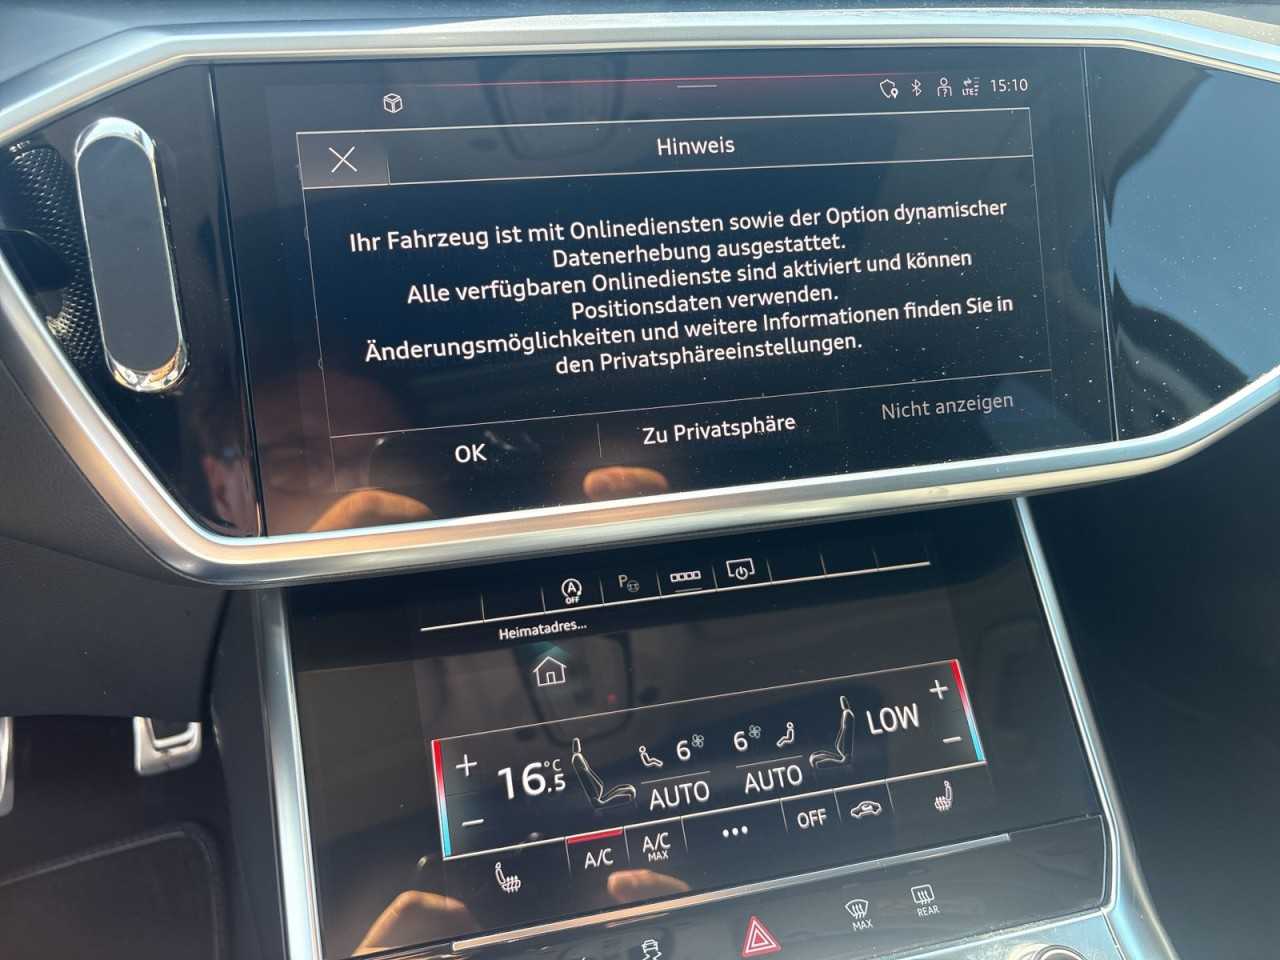 LTE 15:10
Hinweis
Ihr Fahrzeug ist mit Onlinediensten sowie der Option dynamischer
Datenerhebung ausgestattet.
Alle verfügbaren Onlinedienste sind aktiviert und können
Positionsdaten verwenden.
Änderungsmöglichkeiten und weitere Informationen finden Sie in
den Privatsphäreeinstellungen.
OK Zu Privatsphäre Nicht anzeigen
A OFF P
Heimatadres...
+ 16.5 °C 6 6 LOW +
− AUTO AUTO −
A/C A/C MAX ••• OFF
MAX REAR